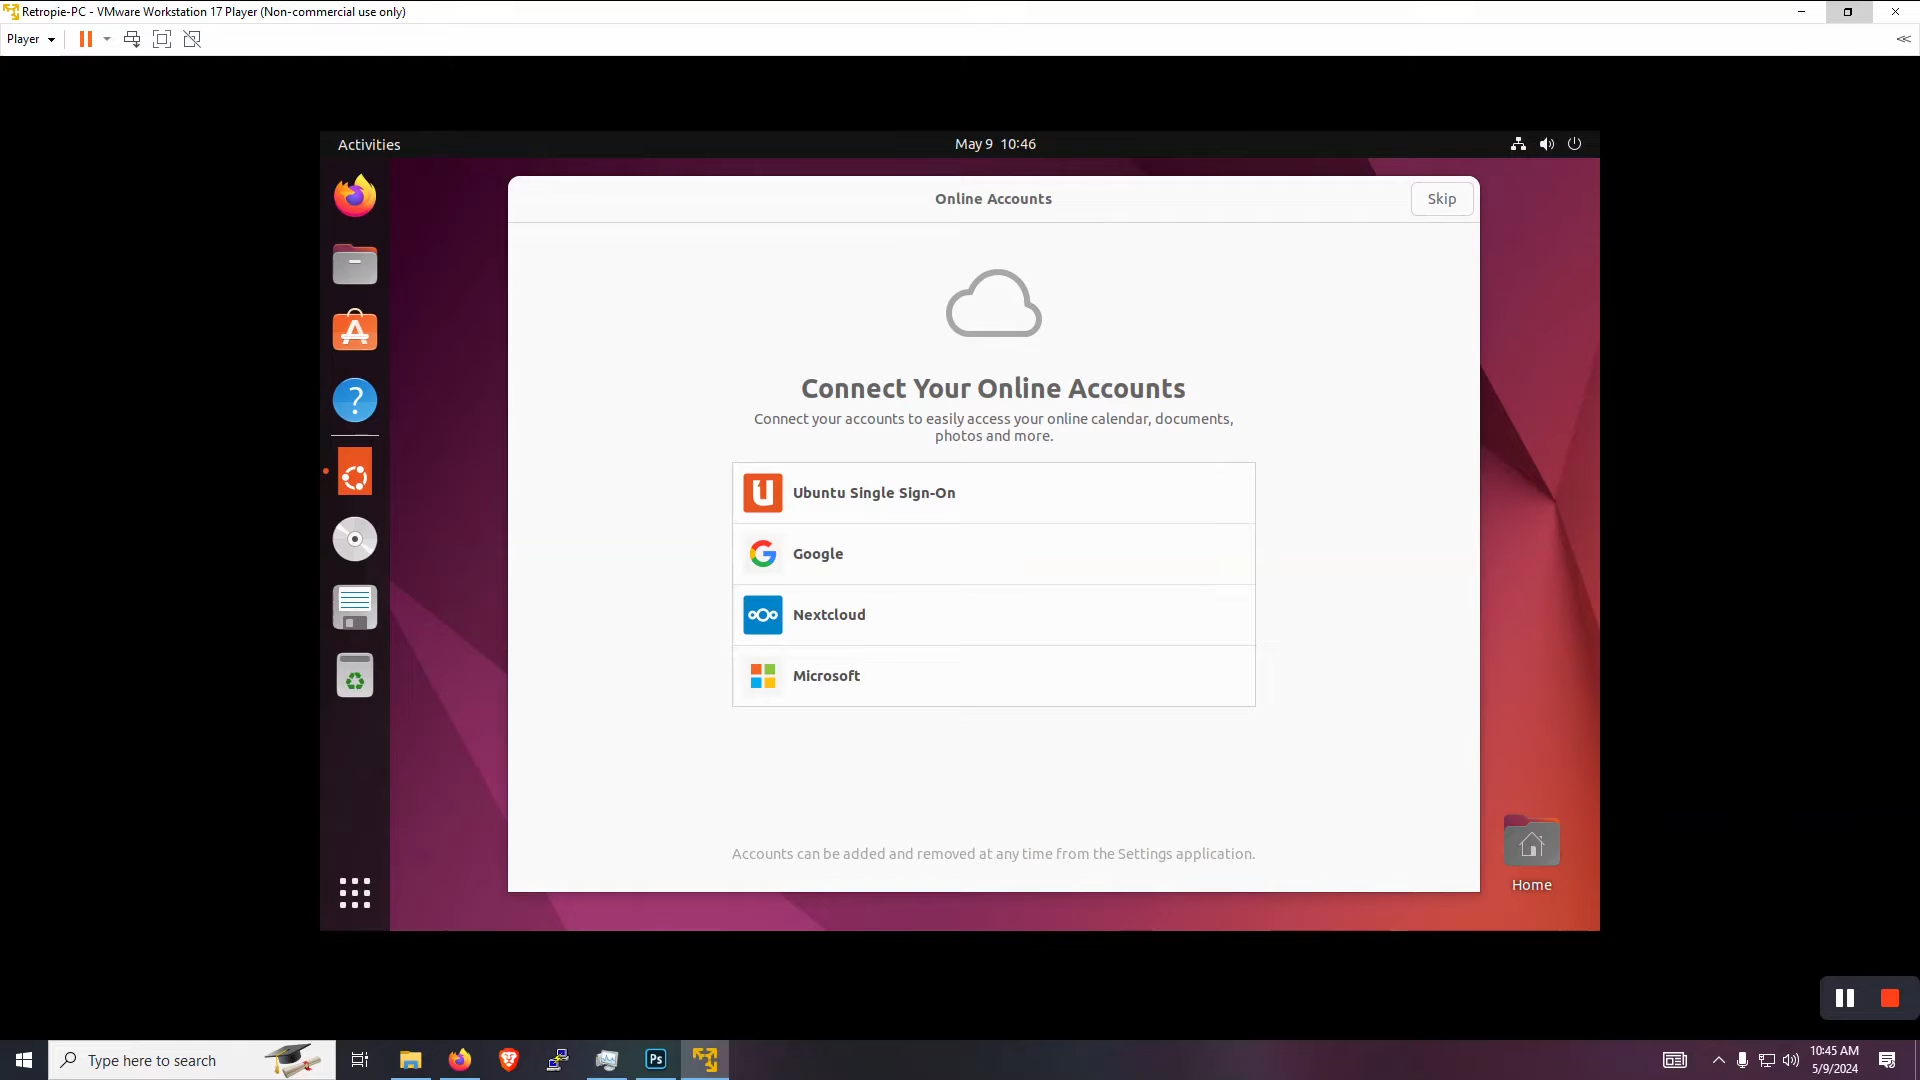 Retropie-PC - VMware Workstation 17 Player (Non-commercial use only)
Player
Activities
May 9 10:46
Online Accounts
Skip
Connect Your Online Accounts
Connect your accounts to easily access your online calendar, documents,
photos and more.
Ubuntu Single Sign-On
Google
Nextcloud
Microsoft
Accounts can be added and removed at any time from the Settings application.
Home
Type here to search
Ps
10:45 AM
5/9/2024